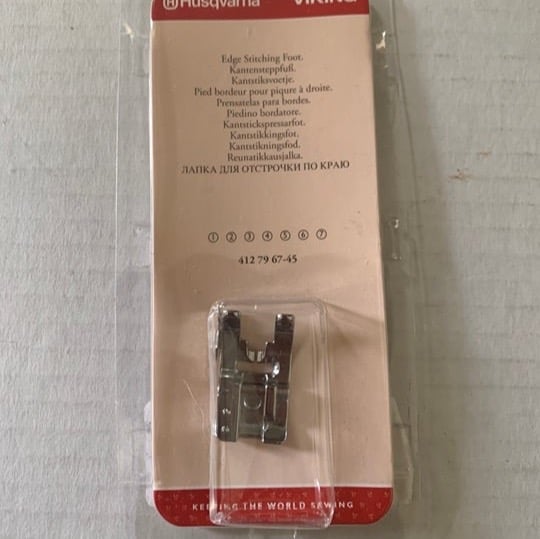 Husqvarna VIKING
Edge Stitching Foot.
Kantensteppfuß.
Kantstiksvoetje.
Pied bordeur pour piqure à droite.
Prensatelas para bordes.
Piedino bordatore.
Kantstickspressarfot.
Kantstikkingsfot.
Kantstikningsfod.
Reunatikkausjalka.
ЛАПКА ДЛЯ ОТСТРОЧКИ ПО КРАЮ
① ② ③ ④ ⑤ ⑥ ⑦
412 79 67-45
KEEPING THE WORLD SEWING